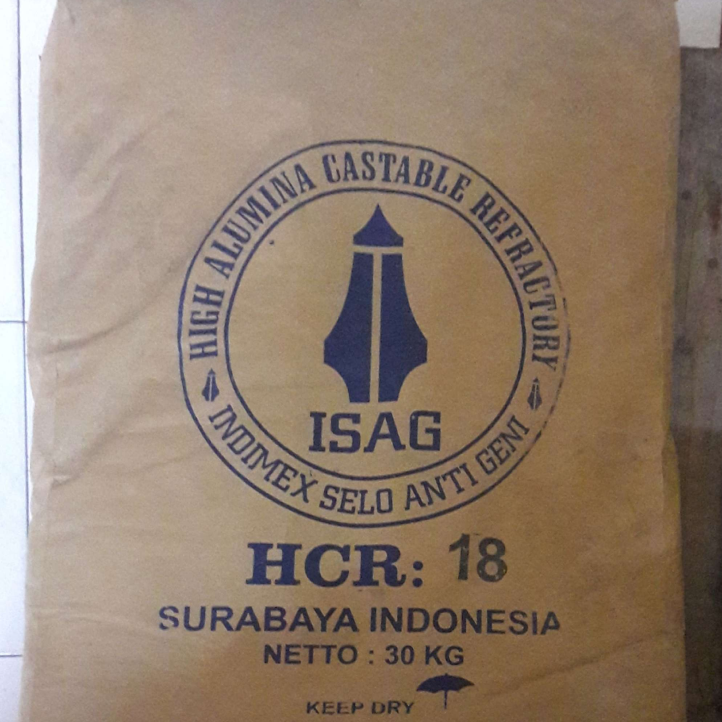 HIGH ALUMINA CASTABLE REFRACTORY
ISAG
INDIMEX SELO ANTI GENI
HCR: 18
SURABAYA INDONESIA
NETTO : 30 KG
KEEP DRY